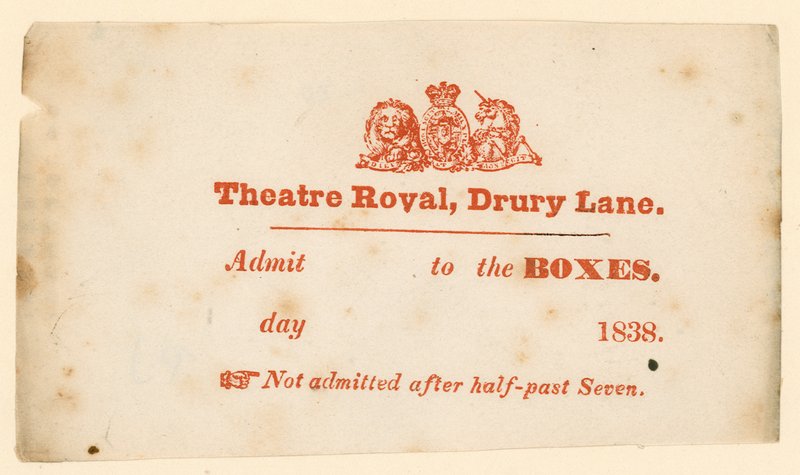 Theatre Royal, Drury Lane.
Admit to the BOXES.
day 1838.
☞ Not admitted after half-past Seven.